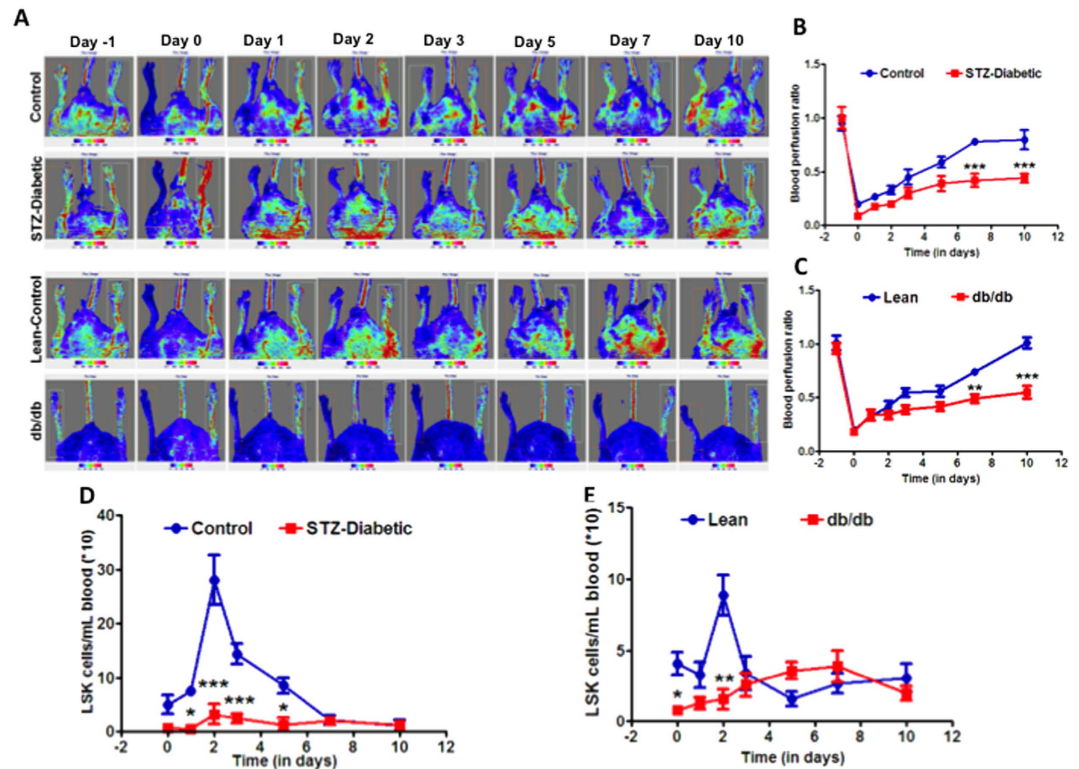 A
Day -1 Day 0 Day 1 Day 2 Day 3 Day 5 Day 7 Day 10
Control
STZ-Diabetic
Lean-Control
db/db
B
Control STZ-Diabetic
Blood perfusion ratio
1.5
1.0
0.5
0.0
*** ***
-2 0 2 4 6 8 10 12
Time (in days)
C
Lean db/db
Blood perfusion ratio
1.5
1.0
0.5
0.0
** ***
-2 0 2 4 6 8 10 12
Time (in days)
D
Control STZ-Diabetic
LSK cells/mL blood (*10)
40
30
20
10
0
* *** *** *
-2 0 2 4 6 8 10 12
Time (in days)
E
Lean db/db
LSK cells/mL blood (*10)
15
10
5
0
* **
-2 0 2 4 6 8 10 12
Time (in days)